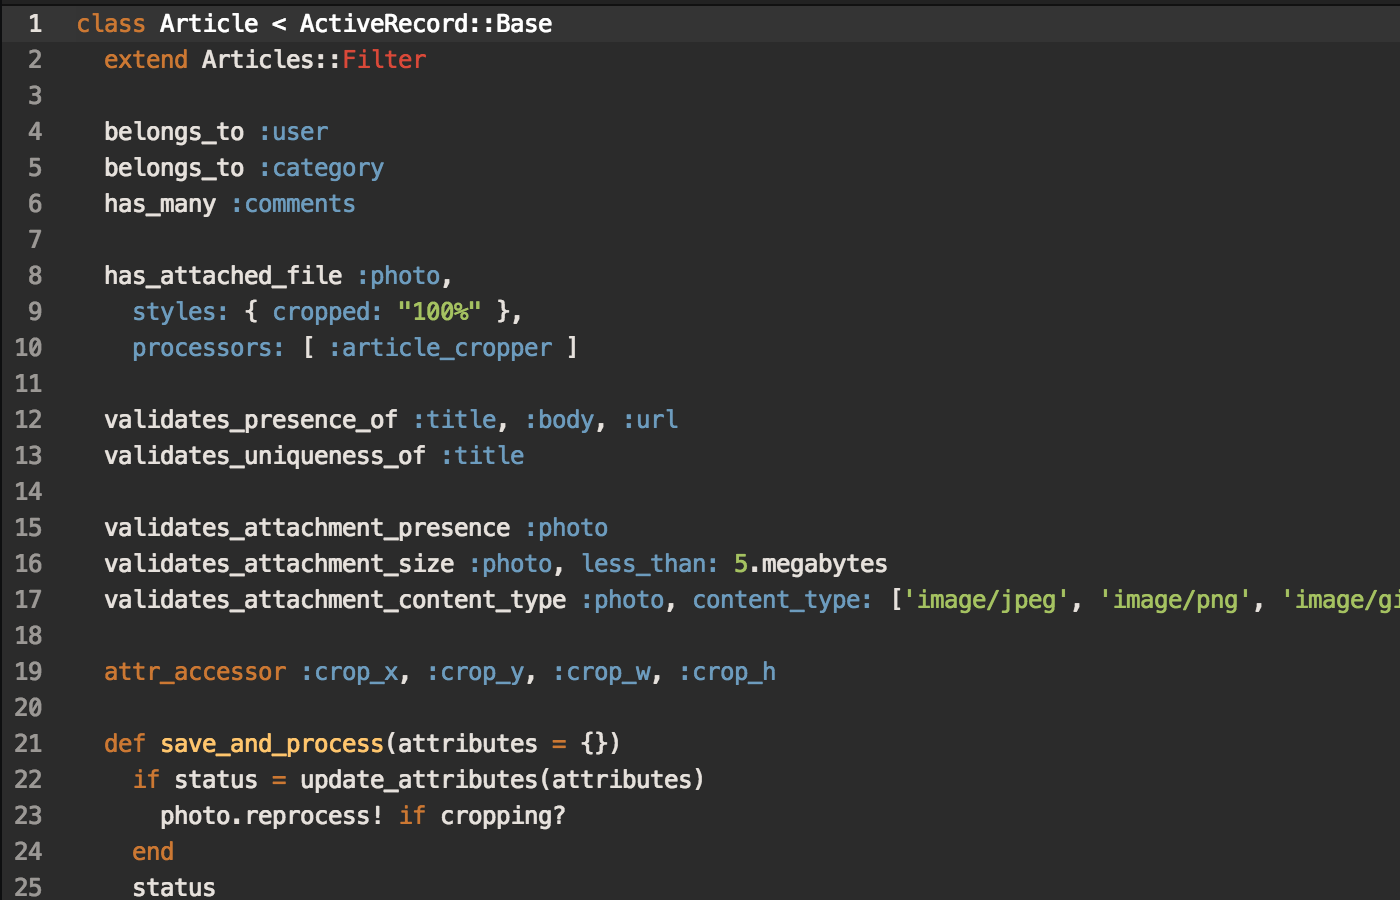 1 class Article < ActiveRecord::Base
2 extend Articles::Filter
3
4 belongs_to :user
5 belongs_to :category
6 has_many :comments
7
8 has_attached_file :photo,
9 styles: { cropped: "100%" },
10 processors: [ :article_cropper ]
11
12 validates_presence_of :title, :body, :url
13 validates_uniqueness_of :title
14
15 validates_attachment_presence :photo
16 validates_attachment_size :photo, less_than: 5.megabytes
17 validates_attachment_content_type :photo, content_type: ['image/jpeg', 'image/png', 'image/gi
18
19 attr_accessor :crop_x, :crop_y, :crop_w, :crop_h
20
21 def save_and_process(attributes = {})
22 if status = update_attributes(attributes)
23 photo.reprocess! if cropping?
24 end
25 status